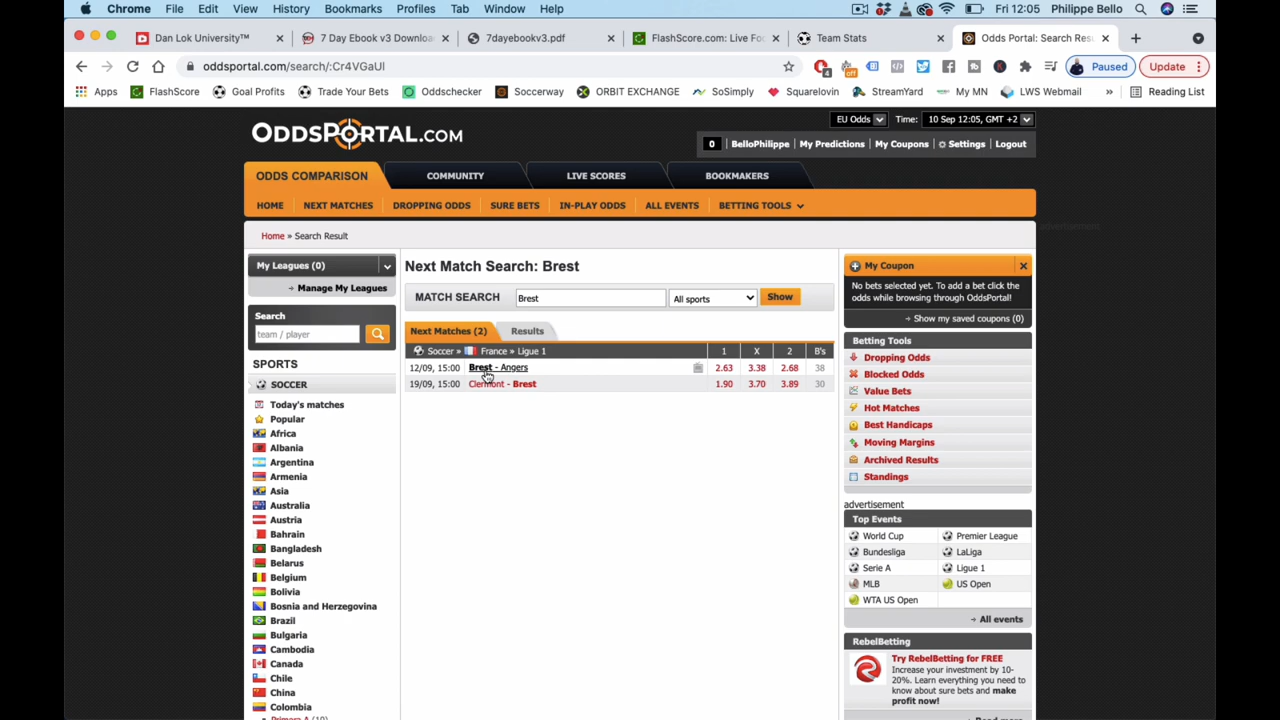 Chrome File Edit View History Bookmarks Profiles Tab Window Help Fri 12:05 Philippe Bello
Dan Lok University™ 7 Day Ebook v3 Downloa 7dayebookv3.pdf FlashScore.com: Live Fo Team Stats Odds Portal: Search Resu
oddsportal.com/search/:Cr4VGaUl 4 off Paused Update
Apps FlashScore Goal Profits Trade Your Bets Oddschecker Soccerway ORBIT EXCHANGE SoSimply Squarelovin StreamYard My MN LWS Webmail » Reading List
ODDSPORTAL.COM
EU Odds Time: 10 Sep 12:05, GMT +2
0 BelloPhilippe My Predictions My Coupons Settings Logout
ODDS COMPARISON COMMUNITY LIVE SCORES BOOKMAKERS
HOME NEXT MATCHES DROPPING ODDS SURE BETS IN-PLAY ODDS ALL EVENTS BETTING TOOLS
advertisement
Home » Search Result
My Leagues (0)
Manage My Leagues
Search
team / player
SPORTS
SOCCER
Today's matches
Popular
Africa
Albania
Argentina
Armenia
Asia
Australia
Austria
Bahrain
Bangladesh
Belarus
Belgium
Bolivia
Bosnia and Herzegovina
Brazil
Bulgaria
Cambodia
Canada
Chile
China
Colombia
Primera A (10)
Next Match Search: Brest
MATCH SEARCH Brest All sports Show
Next Matches (2) Results
Soccer » France » Ligue 1 1 X 2 B's
12/09, 15:00 Brest - Angers 2.63 3.38 2.68 38
19/09, 15:00 Clermont - Brest 1.90 3.70 3.89 30
My Coupon
No bets selected yet. To add a bet click the
odds while browsing through OddsPortal!
Show my saved coupons (0)
Betting Tools
Dropping Odds
Blocked Odds
Value Bets
Hot Matches
Best Handicaps
Moving Margins
Archived Results
Standings
advertisement
Top Events
World Cup Premier League
Bundesliga LaLiga
Serie A Ligue 1
MLB US Open
WTA US Open
All events
RebelBetting
Try RebelBetting for FREE
Increase your investment by 10-
20%. Learn everything you need to
know about sure bets and make
profit now!
Read more